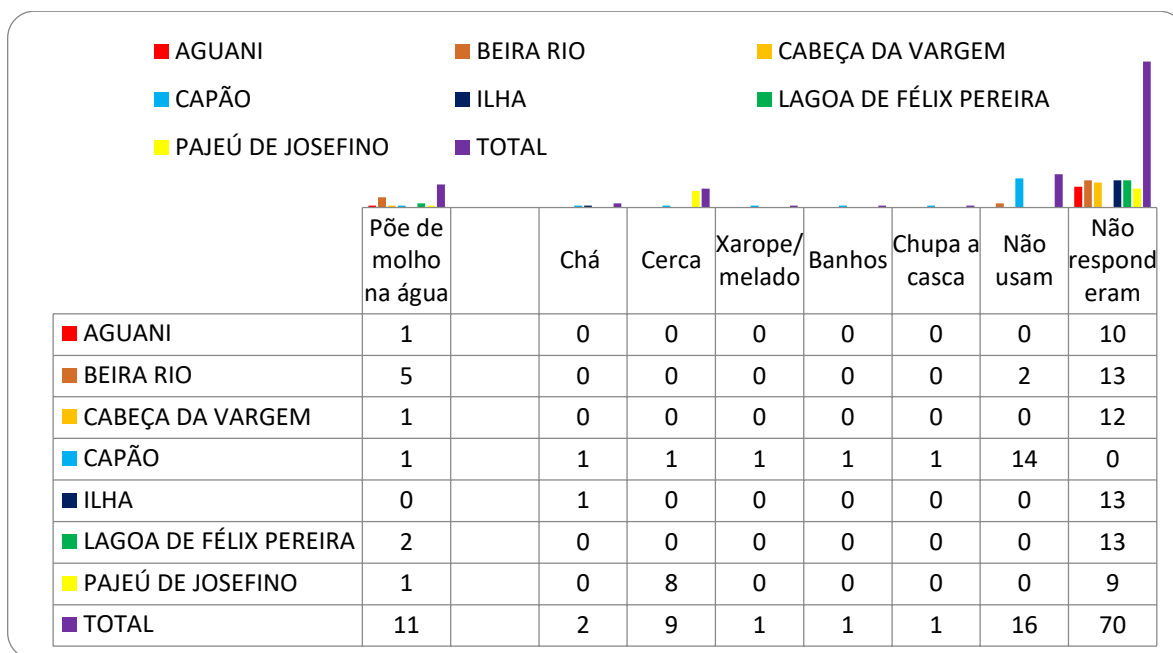 AGUANI BEIRA RIO CABEÇA DA VARGEM
CAPÃO ILHA LAGOA DE FÉLIX PEREIRA
PAJEÚ DE JOSEFINO TOTAL
Põe de molho na água Chá Cerca Xarope/ melado Banhos Chupa a casca Não usam Não respond eram
AGUANI 1 0 0 0 0 0 0 10
BEIRA RIO 5 0 0 0 0 0 2 13
CABEÇA DA VARGEM 1 0 0 0 0 0 0 12
CAPÃO 1 1 1 1 1 1 14 0
ILHA 0 1 0 0 0 0 0 13
LAGOA DE FÉLIX PEREIRA 2 0 0 0 0 0 0 13
PAJEÚ DE JOSEFINO 1 0 8 0 0 0 0 9
TOTAL 11 2 9 1 1 1 16 70